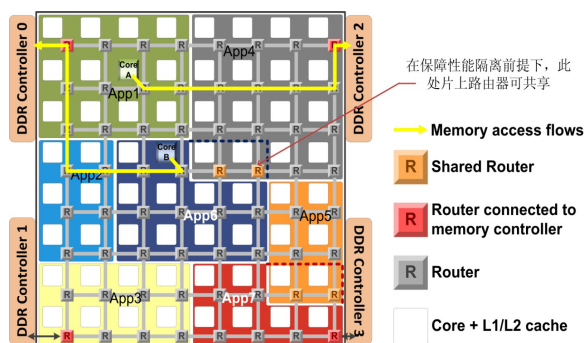 DDR Controller 0
DDR Controller 2
R R R R R R R R
App4
Core
A
App1
R R R R R R R R
R R R R R R R R
Core
B
R R R R R R R R
App2
App6
R R R R R R R R
App5
R R R R R R R R
DDR Controller 1
DDR Controller 3
App3
App7
R R R R R R R R
R R R R R R R R
在保障性能隔离前提下，此
处片上路由器可共享
Memory access flows
R
Shared Router
R
Router connected to
memory controller
R
Router
Core + L1/L2 cache